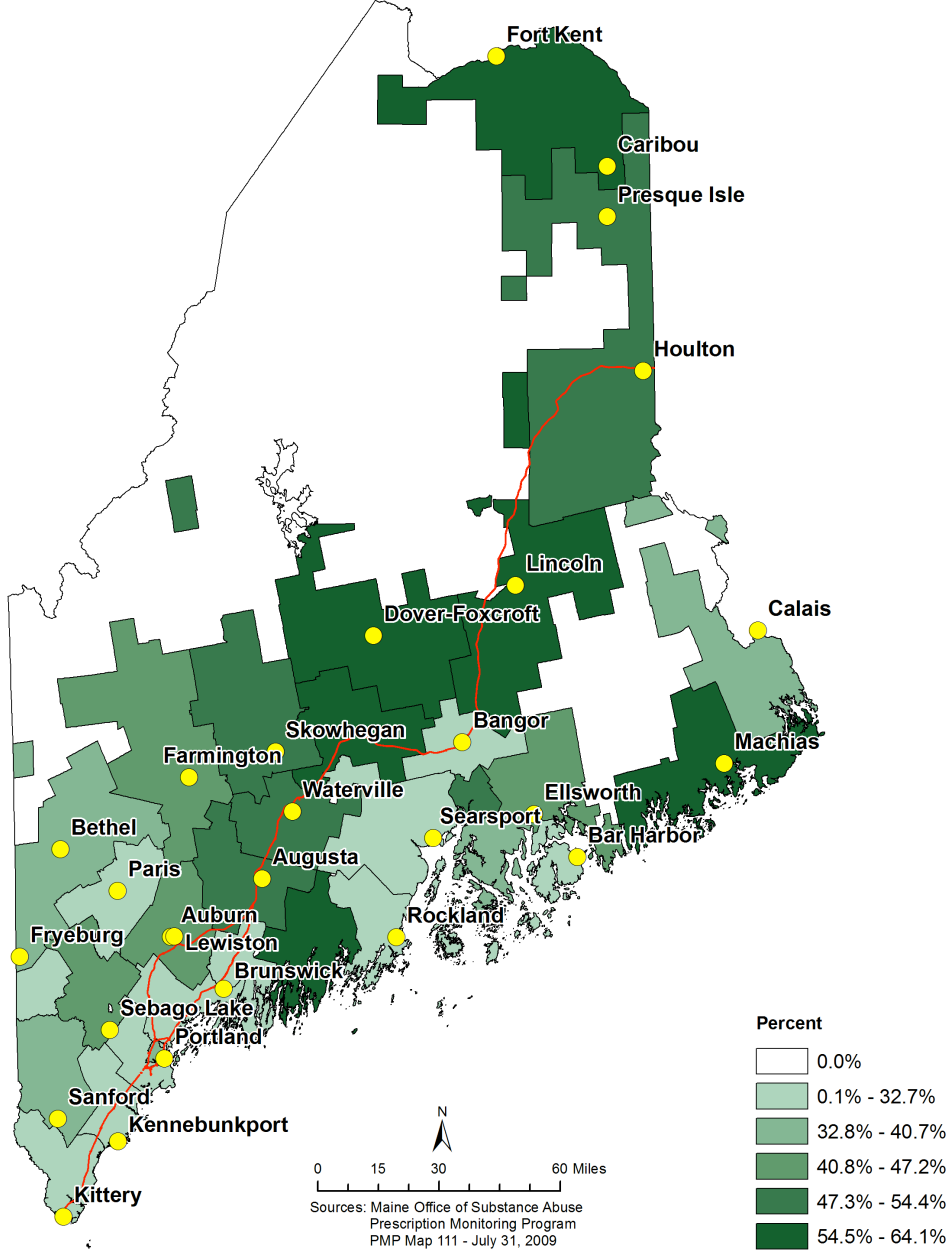 Fort Kent
Caribou
Presque Isle
Houlton
Lincoln
Dover-Foxcroft
Calais
Bangor
Skowhegan
Machias
Farmington
Waterville
Ellsworth
Searsport
Bethel
Bar Harbor
Augusta
Paris
Auburn
Rockland
Fryeburg
Lewiston
Brunswick
Sebago Lake
Portland
Sanford
Kennebunkport
Kittery
N
0 15 30 60 Miles
Sources: Maine Office of Substance Abuse
Prescription Monitoring Program
PMP Map 111 - July 31, 2009
Percent
0.0%
0.1% - 32.7%
32.8% - 40.7%
40.8% - 47.2%
47.3% - 54.4%
54.5% - 64.1%